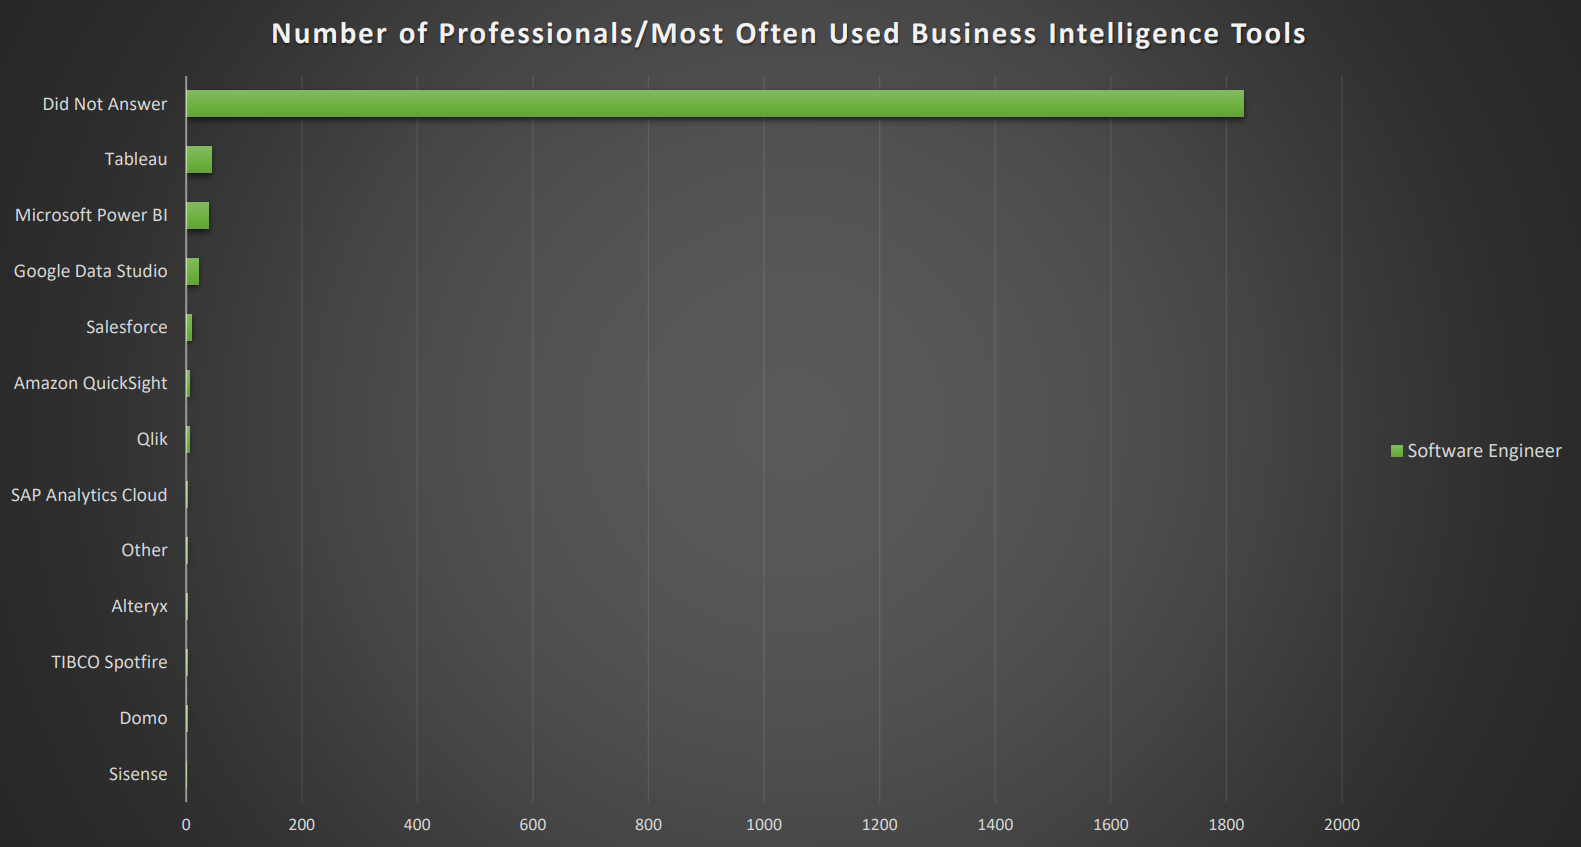 Number of Professionals/Most Often Used Business Intelligence Tools
Did Not Answer
Tableau
Microsoft Power BI
Google Data Studio
Salesforce
Amazon QuickSight
Qlik
SAP Analytics Cloud
Other
Alteryx
TIBCO Spotfire
Domo
Sisense
0 200 400 600 800 1000 1200 1400 1600 1800 2000
Software Engineer